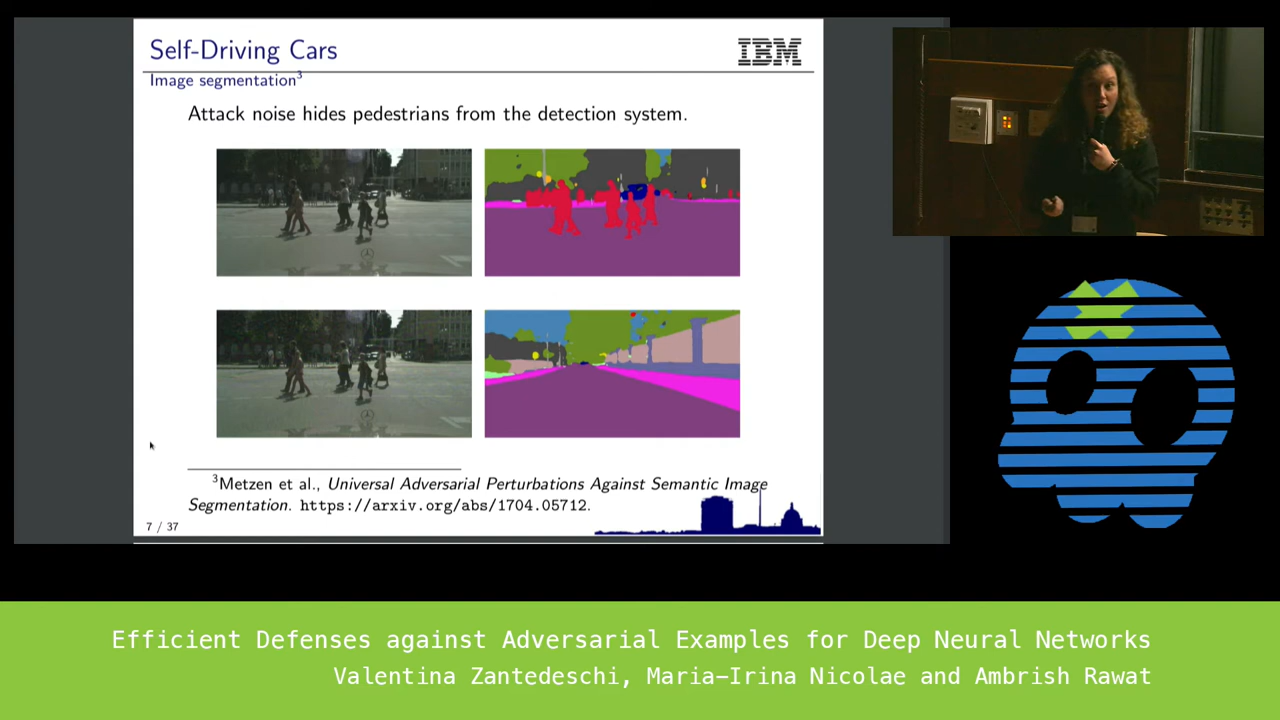 Self-Driving Cars
IBM
Image segmentation³
Attack noise hides pedestrians from the detection system.
³Metzen et al., Universal Adversarial Perturbations Against Semantic Image
Segmentation. https://arxiv.org/abs/1704.05712.
7 / 37
Efficient Defenses against Adversarial Examples for Deep Neural Networks
Valentina Zantedeschi, Maria-Irina Nicolae and Ambrish Rawat